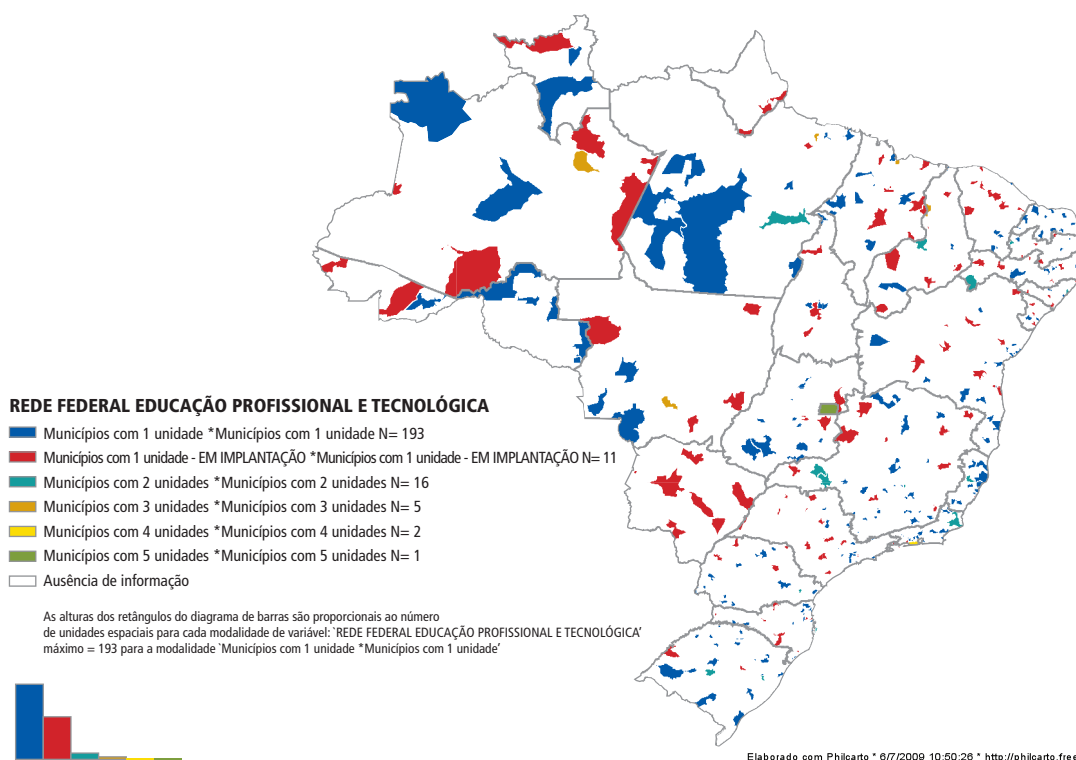 REDE FEDERAL EDUCAÇÃO PROFISSIONAL E TECNOLÓGICA
Municípios com 1 unidade *Municípios com 1 unidade N= 193
Municípios com 1 unidade - EM IMPLANTAÇÃO *Municípios com 1 unidade - EM IMPLANTAÇÃO N= 11
Municípios com 2 unidades *Municípios com 2 unidades N= 16
Municípios com 3 unidades *Municípios com 3 unidades N= 5
Municípios com 4 unidades *Municípios com 4 unidades N= 2
Municípios com 5 unidades *Municípios com 5 unidades N= 1
Ausência de informação
As alturas dos retângulos do diagrama de barras são proporcionais ao número
de unidades espaciais para cada modalidade de variável: `REDE FEDERAL EDUCAÇÃO PROFISSIONAL E TECNOLÓGICA'
máximo = 193 para a modalidade `Municípios com 1 unidade *Municípios com 1 unidade'
Elaborado com Philcarto * 6/7/2009 10:50:26 * http://philcarto.free